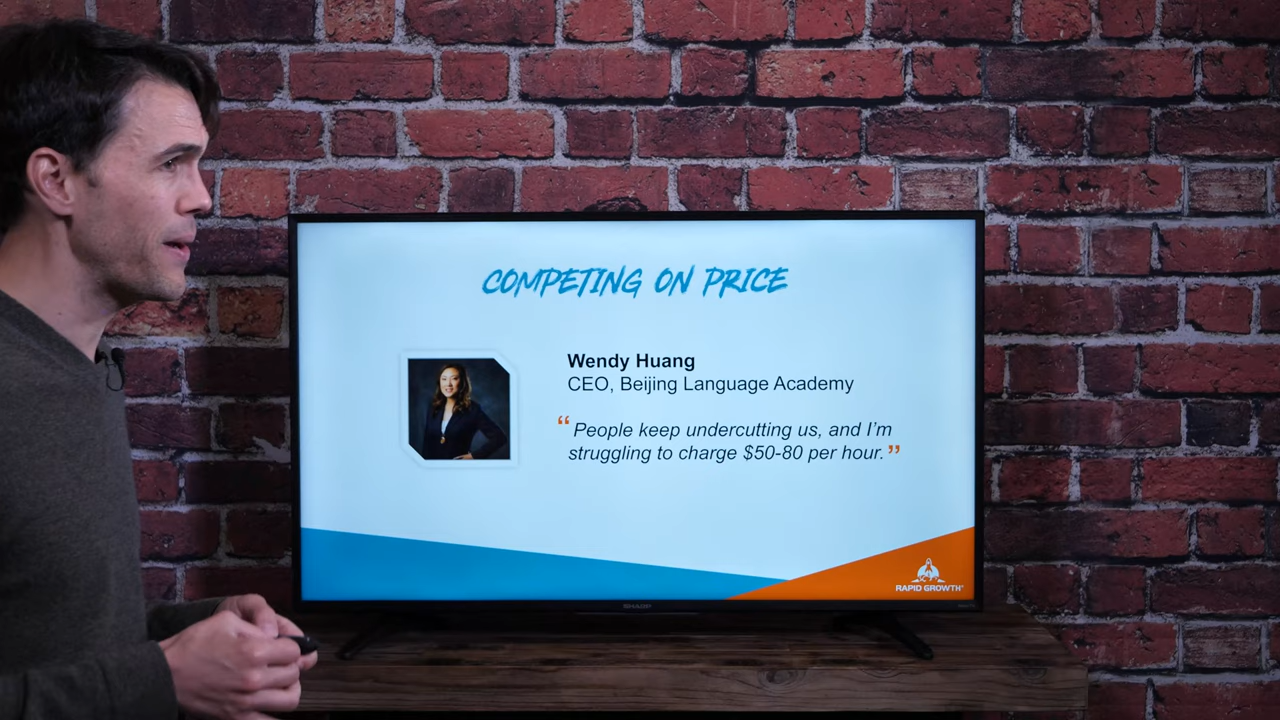 COMPETING ON PRICE
Wendy Huang
CEO, Beijing Language Academy
“People keep undercutting us, and I’m
struggling to charge $50-80 per hour.”
RAPID GROWTH
SHARP